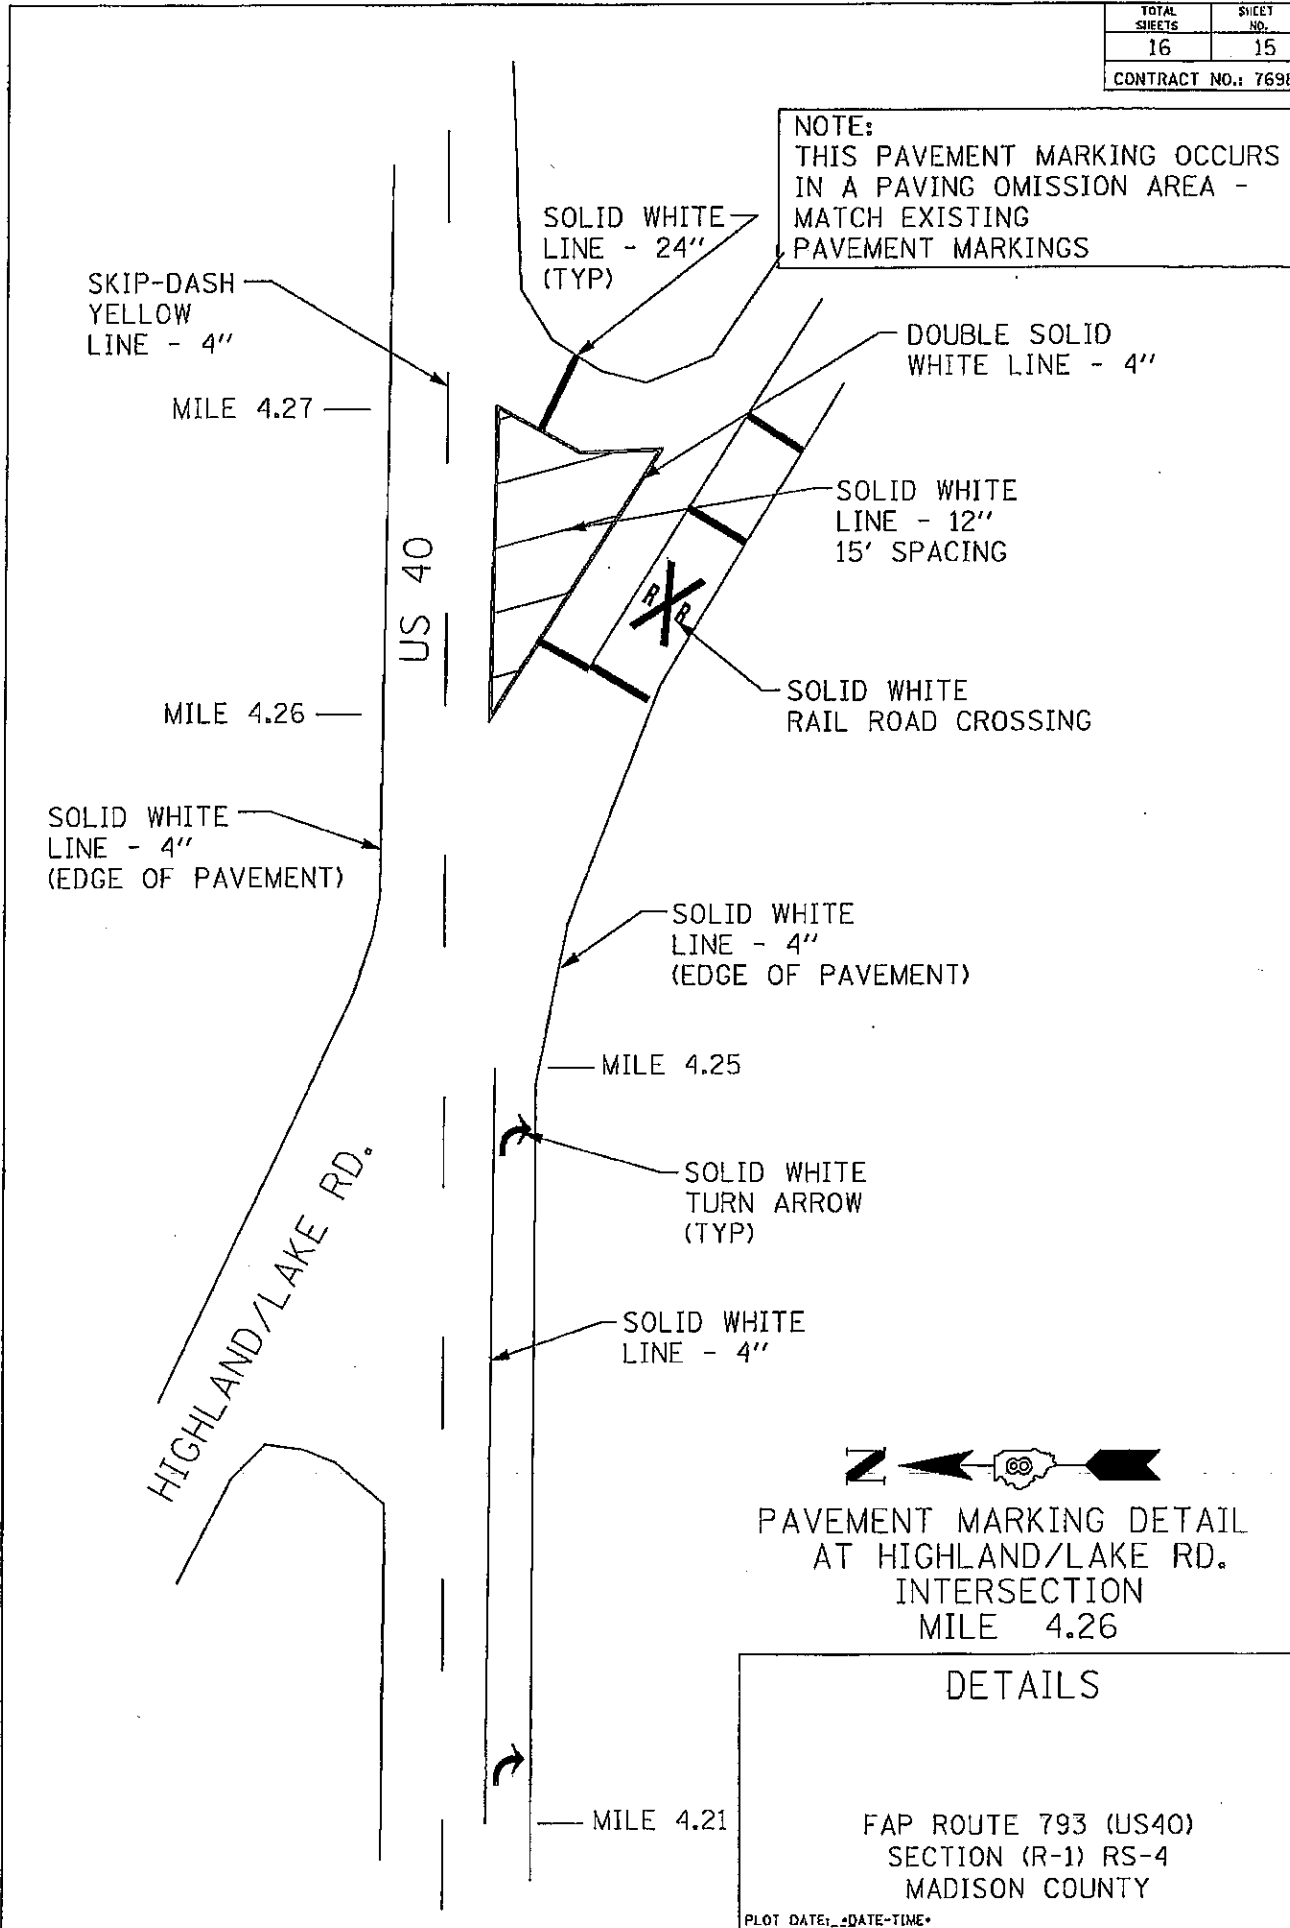 TOTAL SHEETS
SHEET NO.
16
15
CONTRACT NO.: 7698
NOTE:
THIS PAVEMENT MARKING OCCURS
IN A PAVING OMISSION AREA -
MATCH EXISTING
PAVEMENT MARKINGS
SOLID WHITE
LINE - 24"
(TYP)
SKIP-DASH
YELLOW
LINE - 4"
DOUBLE SOLID
WHITE LINE - 4"
MILE 4.27
SOLID WHITE
LINE - 12"
15' SPACING
US 40
R R
SOLID WHITE
RAIL ROAD CROSSING
MILE 4.26
SOLID WHITE
LINE - 4"
(EDGE OF PAVEMENT)
SOLID WHITE
LINE - 4"
(EDGE OF PAVEMENT)
MILE 4.25
SOLID WHITE
TURN ARROW
(TYP)
HIGHLAND/LAKE RD.
SOLID WHITE
LINE - 4"
N
PAVEMENT MARKING DETAIL
AT HIGHLAND/LAKE RD.
INTERSECTION
MILE 4.26
DETAILS
MILE 4.21
FAP ROUTE 793 (US40)
SECTION (R-1) RS-4
MADISON COUNTY
PLOT DATE: *DATE-TIME*